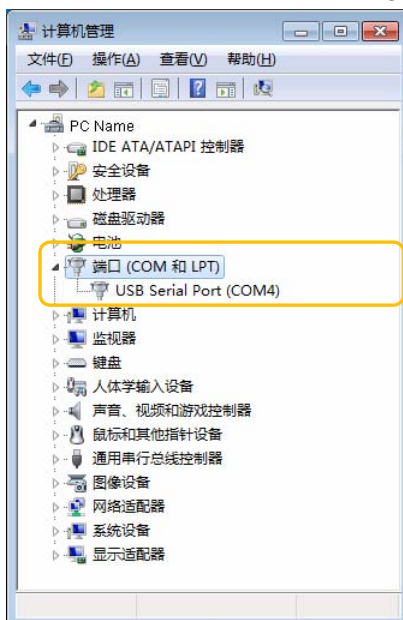 计算机管理
文件(F) 操作(A) 查看(V) 帮助(H)
PC Name
IDE ATA/ATAPI 控制器
安全设备
处理器
磁盘驱动器
电池
端口 (COM 和 LPT)
USB Serial Port (COM4)
计算机
监视器
键盘
人体学输入设备
声音、视频和游戏控制器
鼠标和其他指针设备
通用串行总线控制器
图像设备
网络适配器
系统设备
显示适配器